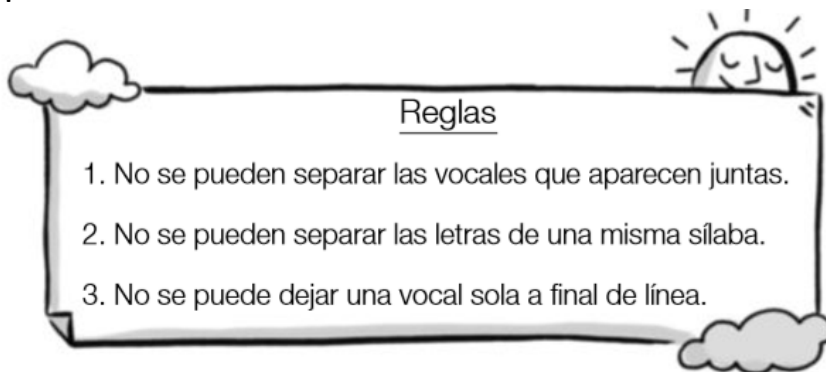 Reglas
1. No se pueden separar las vocales que aparecen juntas.
2. No se pueden separar las letras de una misma sílaba.
3. No se puede dejar una vocal sola a final de línea.